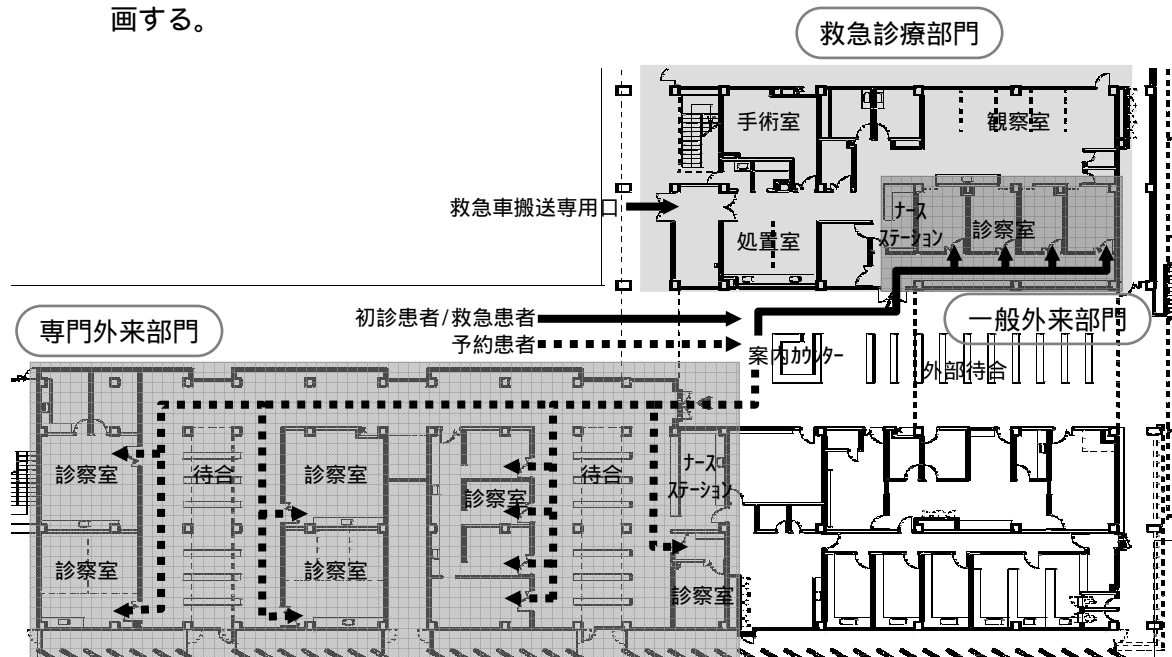 画する。
救急診療部門
手術室
観察室
救急車搬送専用口
ﾅｰｽ
ｽﾃｰｼｮﾝ
診察室
処置室
専門外来部門
初診患者/救急患者
予約患者
一般外来部門
案内ｶｳﾝﾀｰ
外部待合
診察室
待合
診察室
診察室
待合
ﾅｰｽ
ｽﾃｰｼｮﾝ
診察室
診察室
診察室